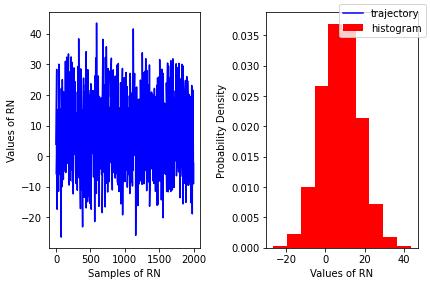 trajectory
histogram
Values of RN
40
30
20
10
0
−10
−20
0 500 1000 1500 2000
Samples of RN
Probability Density
0.035
0.030
0.025
0.020
0.015
0.010
0.005
0.000
−20 0 20 40
Values of RN